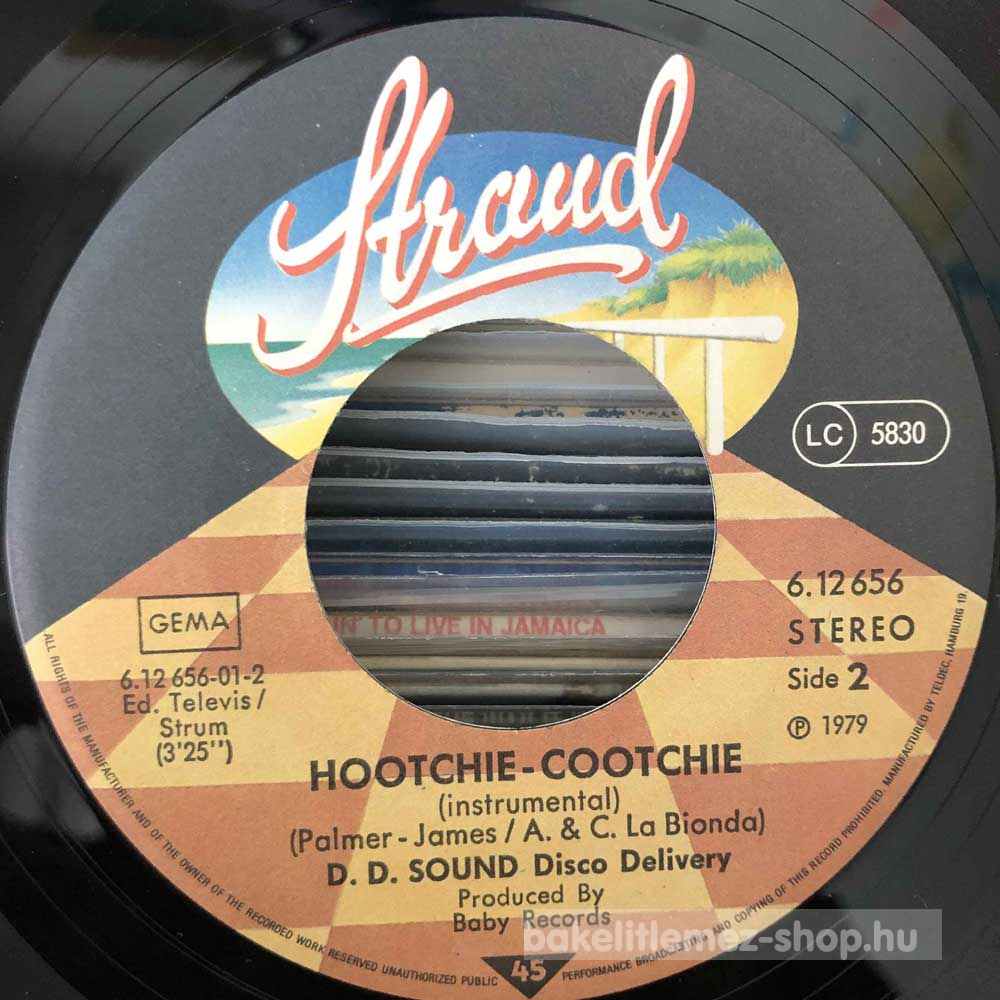 Strand
LC 5830
GEMA
6.12 656-01-2
Ed. Televis/
Strum
(3'25")
6.12656
STEREO
Side 2
℗ 1979
IN' TO LIVE IN JAMAICA
HOOTCHIE-COOTCHIE
(instrumental)
(Palmer-James / A. & C. La Bionda)
D. D. SOUND Disco Delivery
Produced By
Baby Records
ALL RIGHTS OF THE MANUFACTURER AND OF THE OWNER OF THE RECORDED WORK RESERVED UNAUTHORIZED PUBLIC PERFORMANCE BROADCASTING AND COPYING OF THIS RECORD PROHIBITED. MANUFACTURED BY TELDEC, HAMBURG 19.
45
bakelitlemez-shop.hu